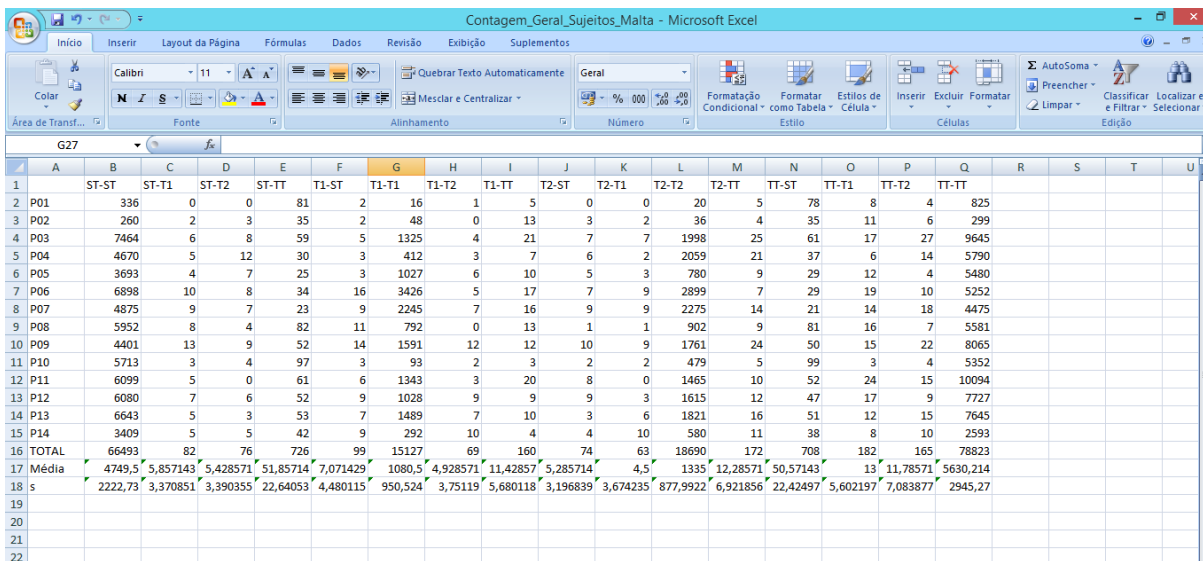 Contagem_Geral_Sujeitos_Malta - Microsoft Excel
Início Inserir Layout da Página Fórmulas Dados Revisão Exibição Suplementos
Colar
Calibri 11 A A
N I S
A
Quebrar Texto Automaticamente
Mesclar e Centralizar
Geral
% 000
Formatação Condicional
Formatar como Tabela
Estilos de Célula
Inserir Excluir Formatar
Σ AutoSoma
Preencher
Limpar
Classificar e Filtrar
Localizar e Selecionar
Área de Transf... Fonte Alinhamento Número Estilo Células Edição
G27 fx
A B C D E F G H I J K L M N O P Q R S T U
1 ST-ST ST-T1 ST-T2 ST-TT T1-ST T1-T1 T1-T2 T1-TT T2-ST T2-T1 T2-T2 T2-TT TT-ST TT-T1 TT-T2 TT-TT
2 P01 336 0 0 81 2 16 1 5 0 0 20 5 78 8 4 825
3 P02 260 2 3 35 2 48 0 13 3 2 36 4 35 11 6 299
4 P03 7464 6 8 59 5 1325 4 21 7 7 1998 25 61 17 27 9645
5 P04 4670 5 12 30 3 412 3 7 6 2 2059 21 37 6 14 5790
6 P05 3693 4 7 25 3 1027 6 10 5 3 780 9 29 12 4 5480
7 P06 6898 10 8 34 16 3426 5 17 7 9 2899 7 29 19 10 5252
8 P07 4875 9 7 23 9 2245 7 16 9 9 2275 14 21 14 18 4475
9 P08 5952 8 4 82 11 792 0 13 1 1 902 9 81 16 7 5581
10 P09 4401 13 9 52 14 1591 12 12 10 9 1761 24 50 15 22 8065
11 P10 5713 3 4 97 3 93 2 3 2 2 479 5 99 3 4 5352
12 P11 6099 5 0 61 6 1343 3 20 8 0 1465 10 52 24 15 10094
13 P12 6080 7 6 52 9 1028 9 9 9 3 1615 12 47 17 9 7727
14 P13 6643 5 3 53 7 1489 7 10 3 6 1821 16 51 12 15 7645
15 P14 3409 5 5 42 9 292 10 4 4 10 580 11 38 8 10 2593
16 TOTAL 66493 82 76 726 99 15127 69 160 74 63 18690 172 708 182 165 78823
17 Média 4749,5 5,857143 5,428571 51,85714 7,071429 1080,5 4,928571 11,42857 5,285714 4,5 1335 12,28571 50,57143 13 11,78571 5630,214
18 s 2222,73 3,370851 3,390355 22,64053 4,480115 950,524 3,75119 5,680118 3,196839 3,674235 877,9922 6,921856 22,42497 5,602197 7,083877 2945,27
19
20
21
22